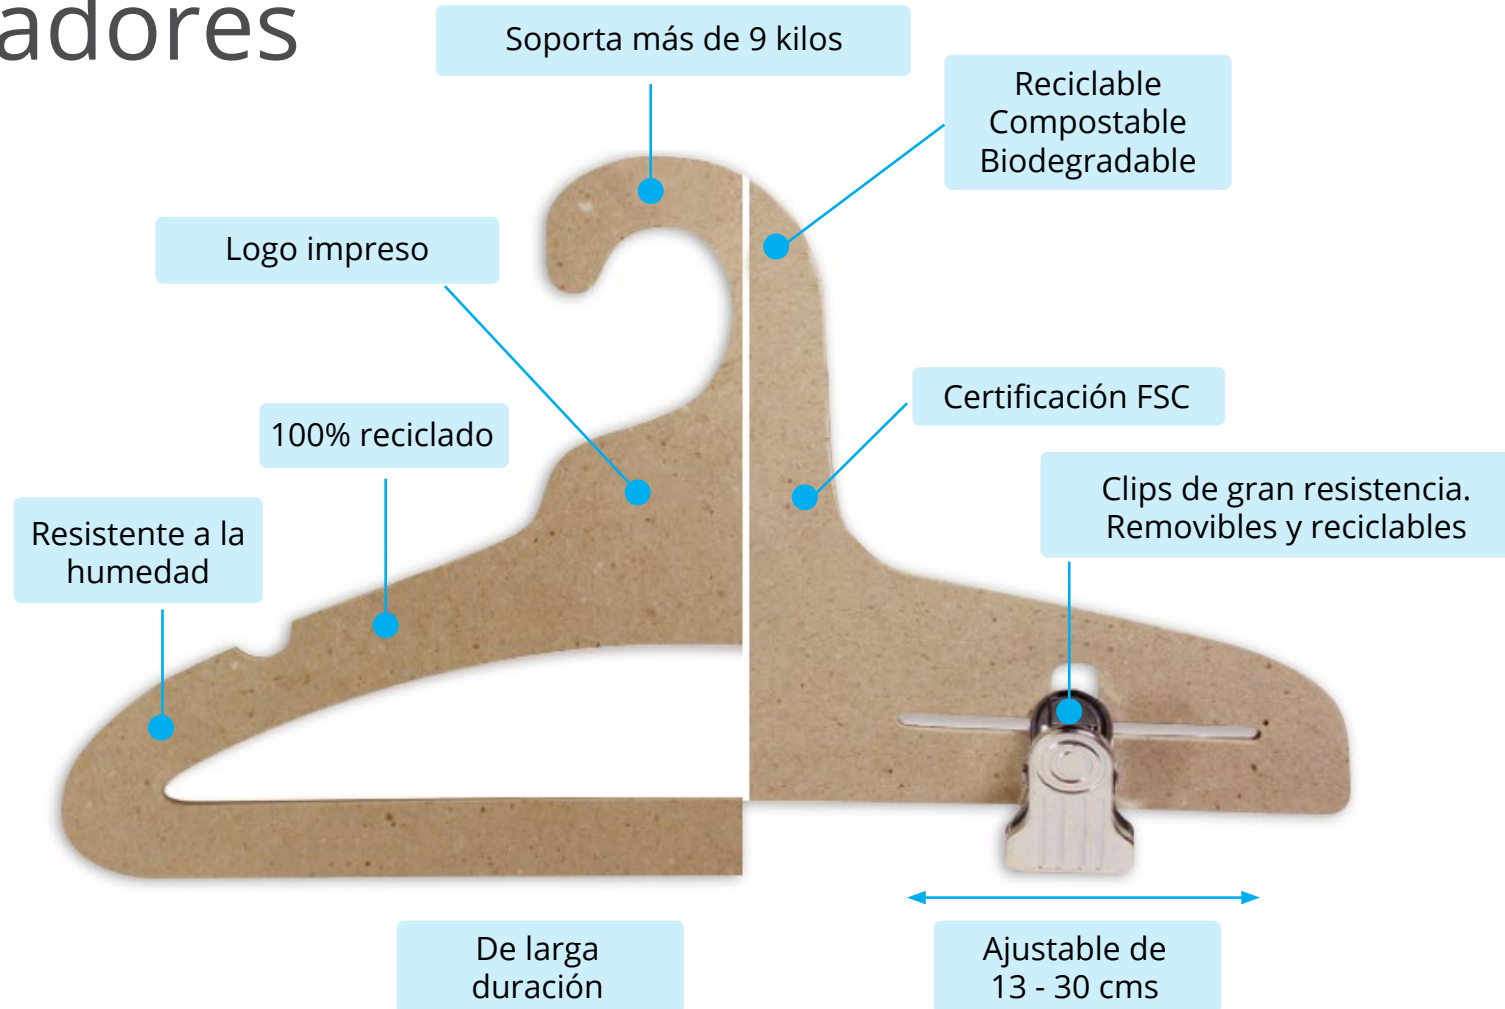 adores
Soporta más de 9 kilos
Reciclable
Compostable
Biodegradable
Logo impreso
Certificación FSC
100% reciclado
Clips de gran resistencia.
Removibles y reciclables
Resistente a la
humedad
De larga
duración
Ajustable de
13 - 30 cms